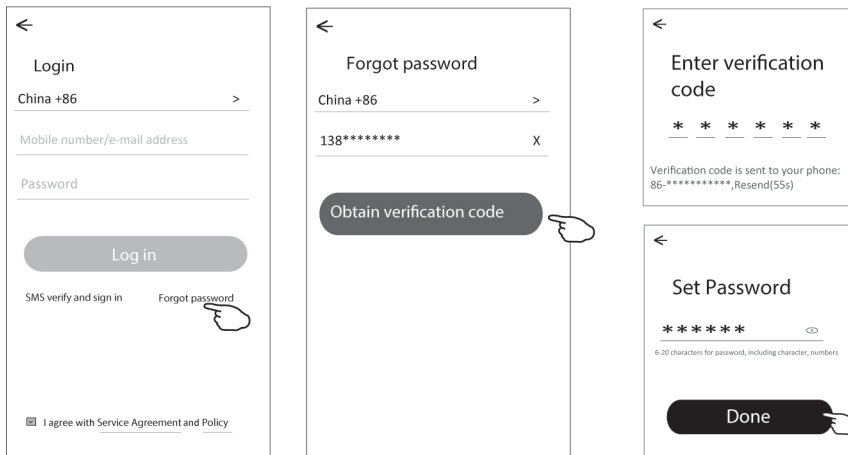 Login
China +86 >
Mobile number/e-mail address
Password
Log in
SMS verify and sign in Forgot password
I agree with Service Agreement and Policy
Forgot password
China +86 >
138******** X
Obtain verification code
Enter verification
code
* * * * * *
Verification code is sent to your phone:
86-***********,Resend(55s)
Set Password
******
6-20 characters for password, including character, numbers
Done